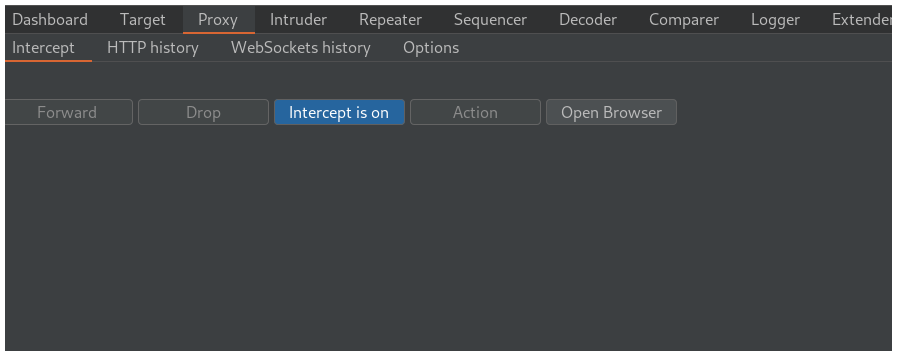 Dashboard Target Proxy Intruder Repeater Sequencer Decoder Comparer Logger Extender
Intercept HTTP history WebSockets history Options
Forward Drop Intercept is on Action Open Browser